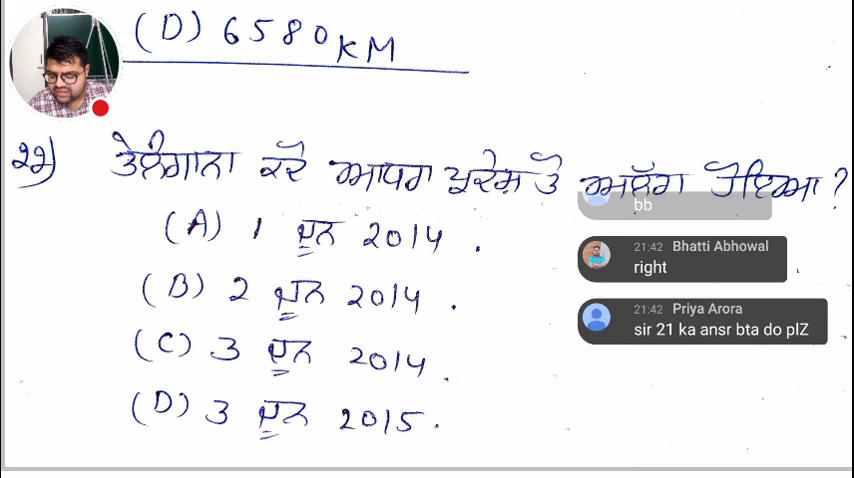 (D) 6580 KM
22) ਤੇਲੰਗਾਨਾ ਕਦੋਂ ਆਂਧਰਾ ਪ੍ਰਦੇਸ਼ ਤੋਂ ਅਲੱਗ ਹੋਇਆ ?
(A) 1 ਜੂਨ 2014 .
bb
(B) 2 ਜੂਨ 2014 .
21:42 Bhatti Abhowal
right
21:42 Priya Arora
sir 21 ka ansr bta do plZ
(C) 3 ਜੂਨ 2014 .
(D) 3 ਜੂਨ 2015 .